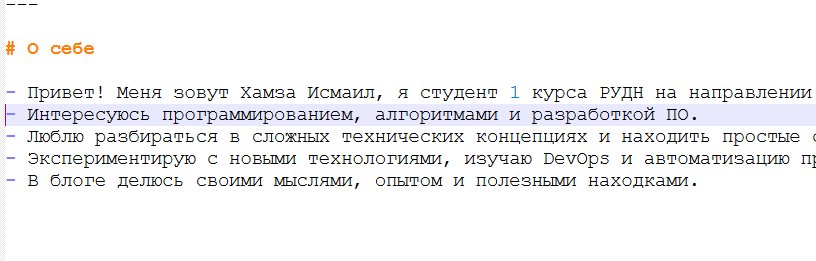 ---
# О себе
- Привет! Меня зовут Хамза Исмаил, я студент 1 курса РУДН на направлении
- Интересуюсь программированием, алгоритмами и разработкой ПО.
- Люблю разбираться в сложных технических концепциях и находить простые
- Экспериментирую с новыми технологиями, изучаю DevOps и автоматизацию
- В блоге делюсь своими мыслями, опытом и полезными находками.